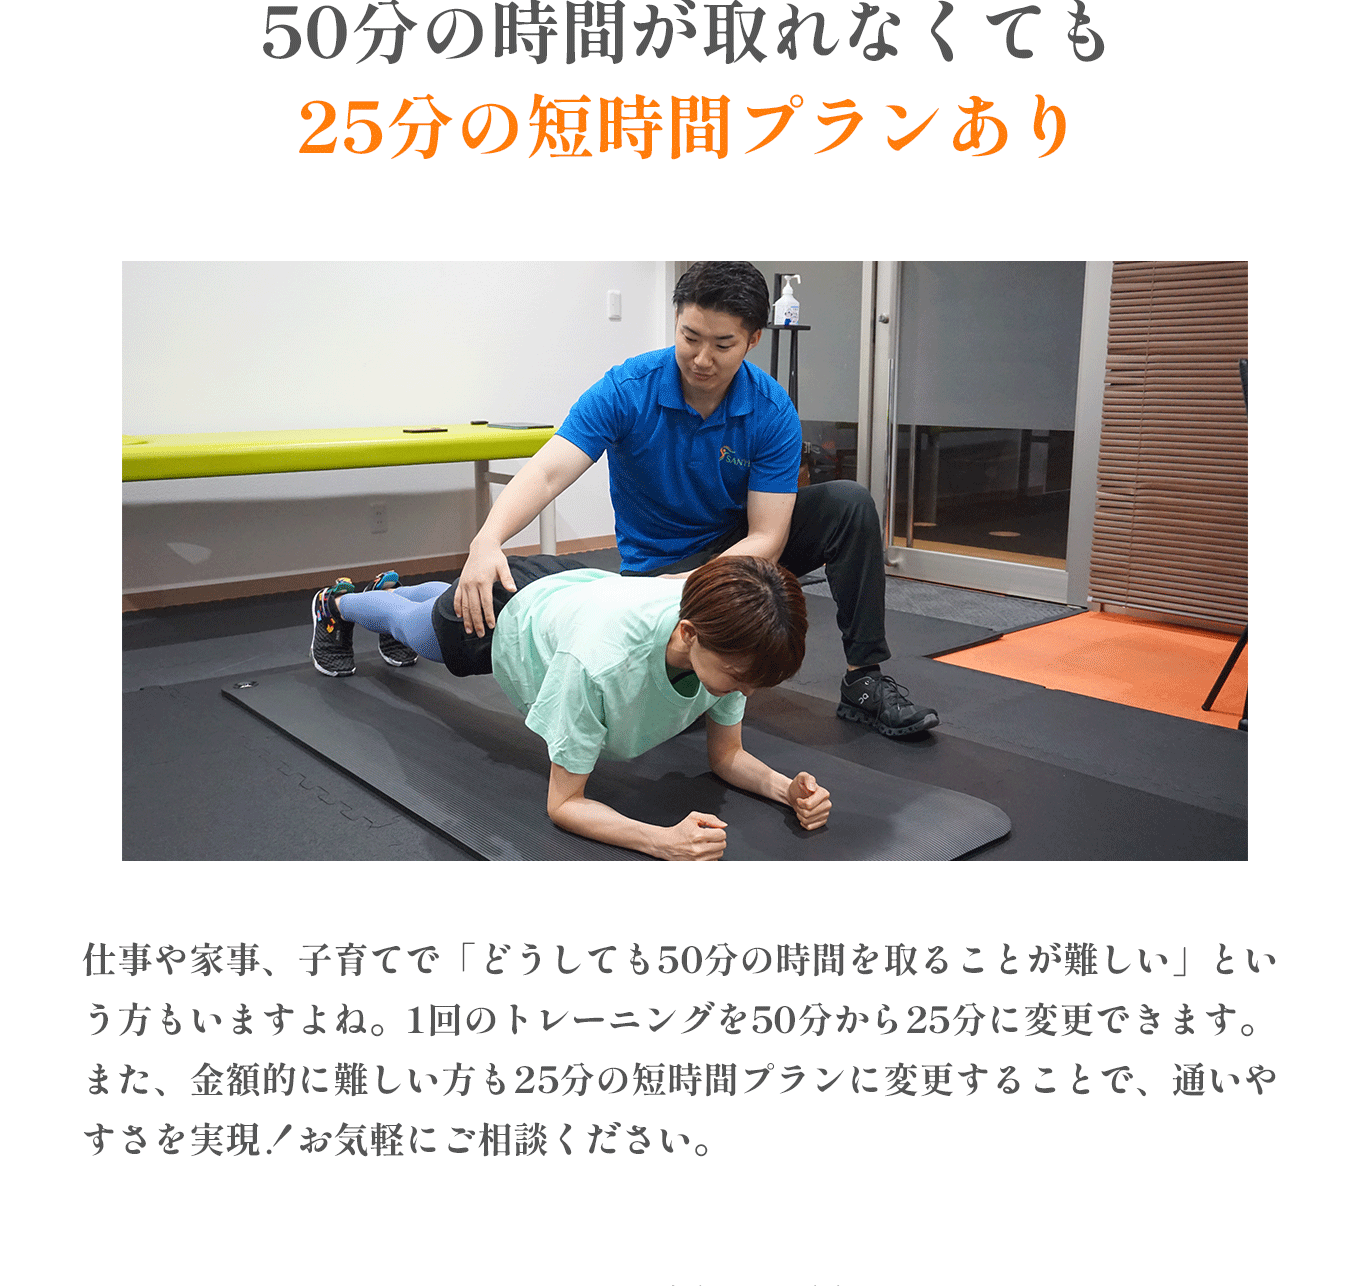 50分の時間が取れなくても
25分の短時間プランあり
SANT
仕事や家事、子育てで「どうしても50分の時間を取ることが難しい」とい
う方もいますよね。1回のトレーニングを50分から25分に変更できます。
また、金額的に難しい方も25分の短時間プランに変更することで、通いや
すさを実現！お気軽にご相談ください。